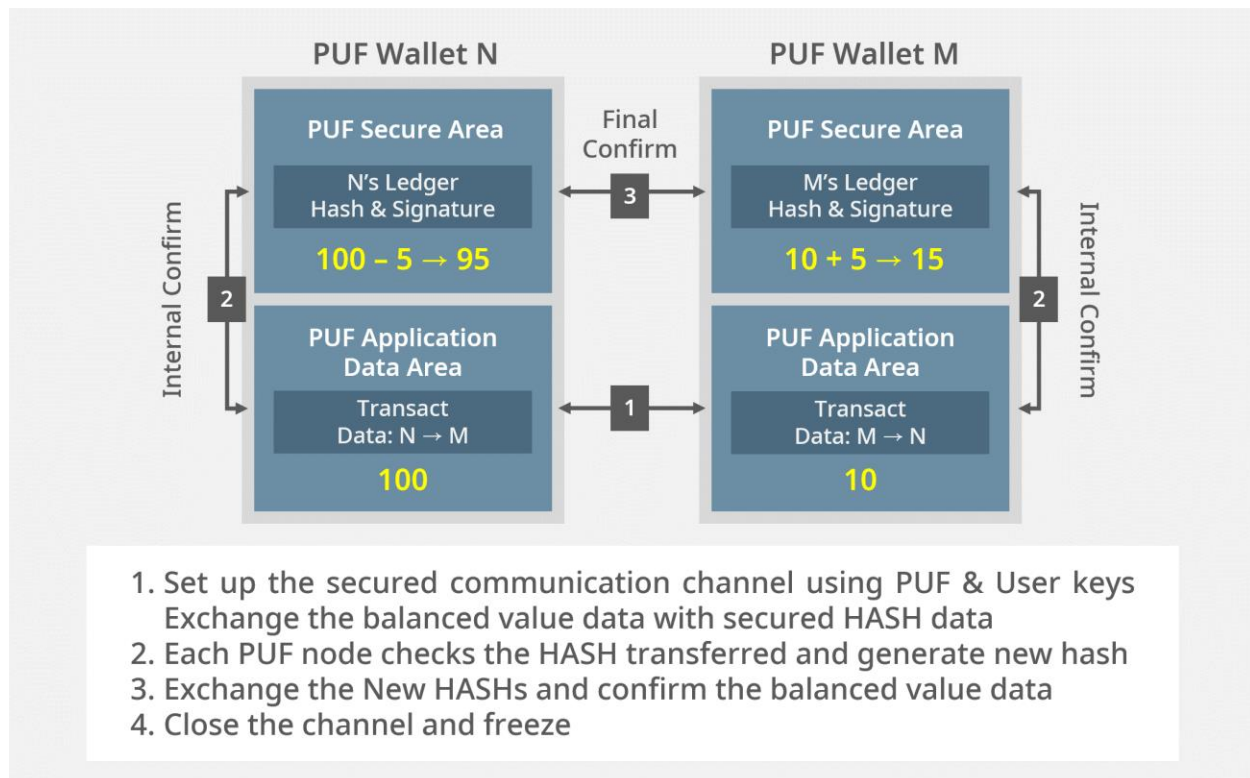 PUF Wallet N
PUF Wallet M
PUF Secure Area
N's Ledger
Hash & Signature
100 – 5 → 95
Final
Confirm
3
PUF Secure Area
M's Ledger
Hash & Signature
10 + 5 → 15
Internal Confirm
2
2
Internal Confirm
PUF Application
Data Area
Transact
Data: N → M
100
1
PUF Application
Data Area
Transact
Data: M → N
10
1. Set up the secured communication channel using PUF & User keys
Exchange the balanced value data with secured HASH data
2. Each PUF node checks the HASH transferred and generate new hash
3. Exchange the New HASHs and confirm the balanced value data
4. Close the channel and freeze